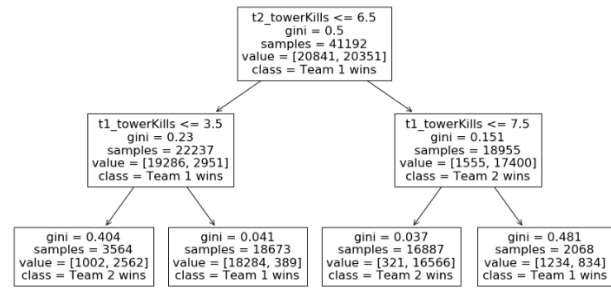 t2_towerKills <= 6.5
gini = 0.5
samples = 41192
value = [20841, 20351]
class = Team 1 wins
t1_towerKills <= 3.5
gini = 0.23
samples = 22237
value = [19286, 2951]
class = Team 1 wins
t1_towerKills <= 7.5
gini = 0.151
samples = 18955
value = [1555, 17400]
class = Team 2 wins
gini = 0.404
samples = 3564
value = [1002, 2562]
class = Team 2 wins
gini = 0.041
samples = 18673
value = [18284, 389]
class = Team 1 wins
gini = 0.037
samples = 16887
value = [321, 16566]
class = Team 2 wins
gini = 0.481
samples = 2068
value = [1234, 834]
class = Team 1 wins